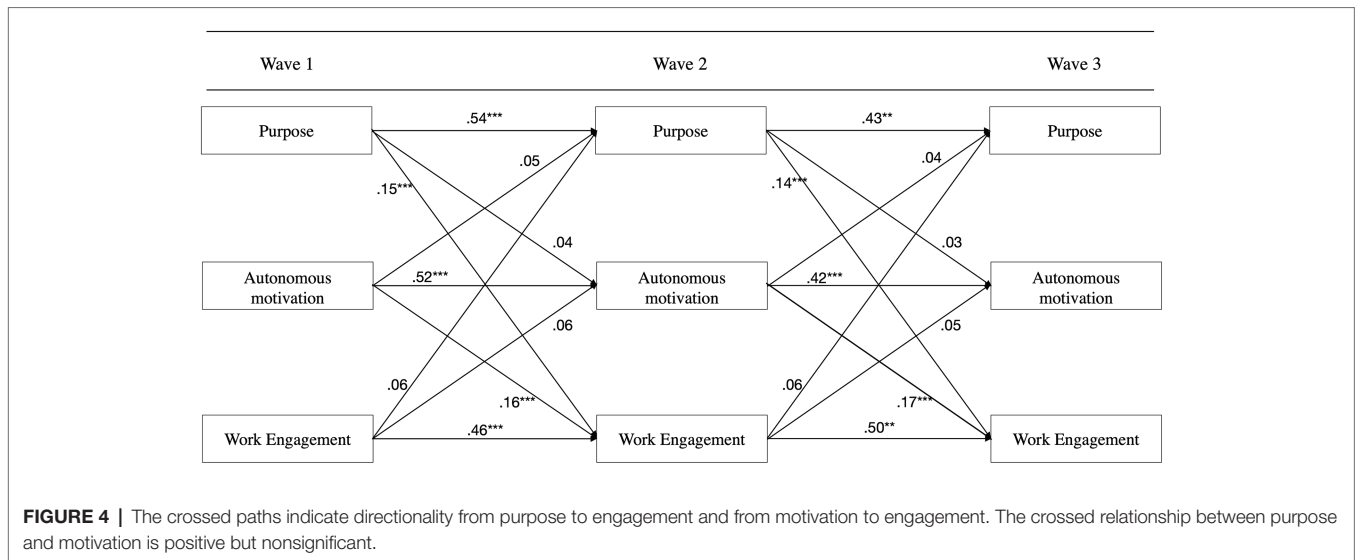 Wave 1 Wave 2 Wave 3
Purpose .54*** Purpose .43** Purpose
.05 .04
.15*** .14***
.04 .03
Autonomous motivation .52*** Autonomous motivation .42*** Autonomous motivation
.06 .05
.06 .06
.16*** .17***
Work Engagement .46*** Work Engagement .50** Work Engagement
FIGURE 4 | The crossed paths indicate directionality from purpose to engagement and from motivation to engagement. The crossed relationship between purpose
and motivation is positive but nonsignificant.